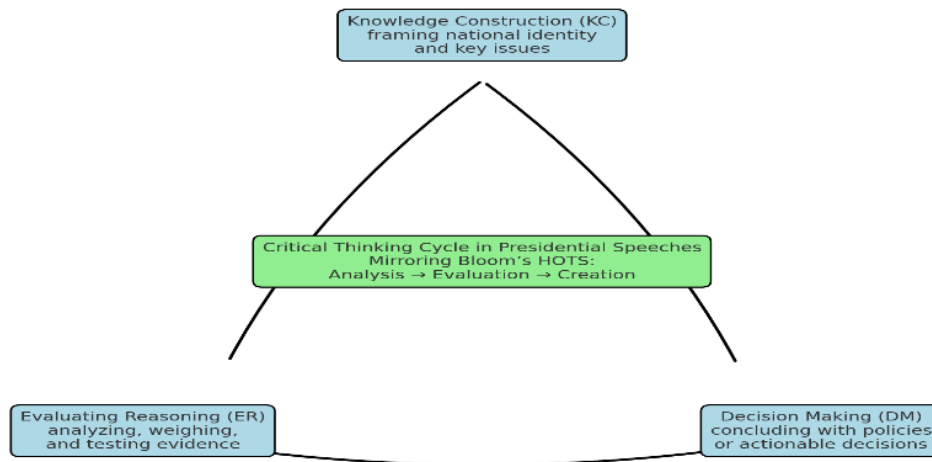 Knowledge Construction (KC)
framing national identity
and key issues
Critical Thinking Cycle in Presidential Speeches
Mirroring Bloom’s HOTS:
Analysis → Evaluation → Creation
Evaluating Reasoning (ER)
analyzing, weighing,
and testing evidence
Decision Making (DM)
concluding with policies
or actionable decisions